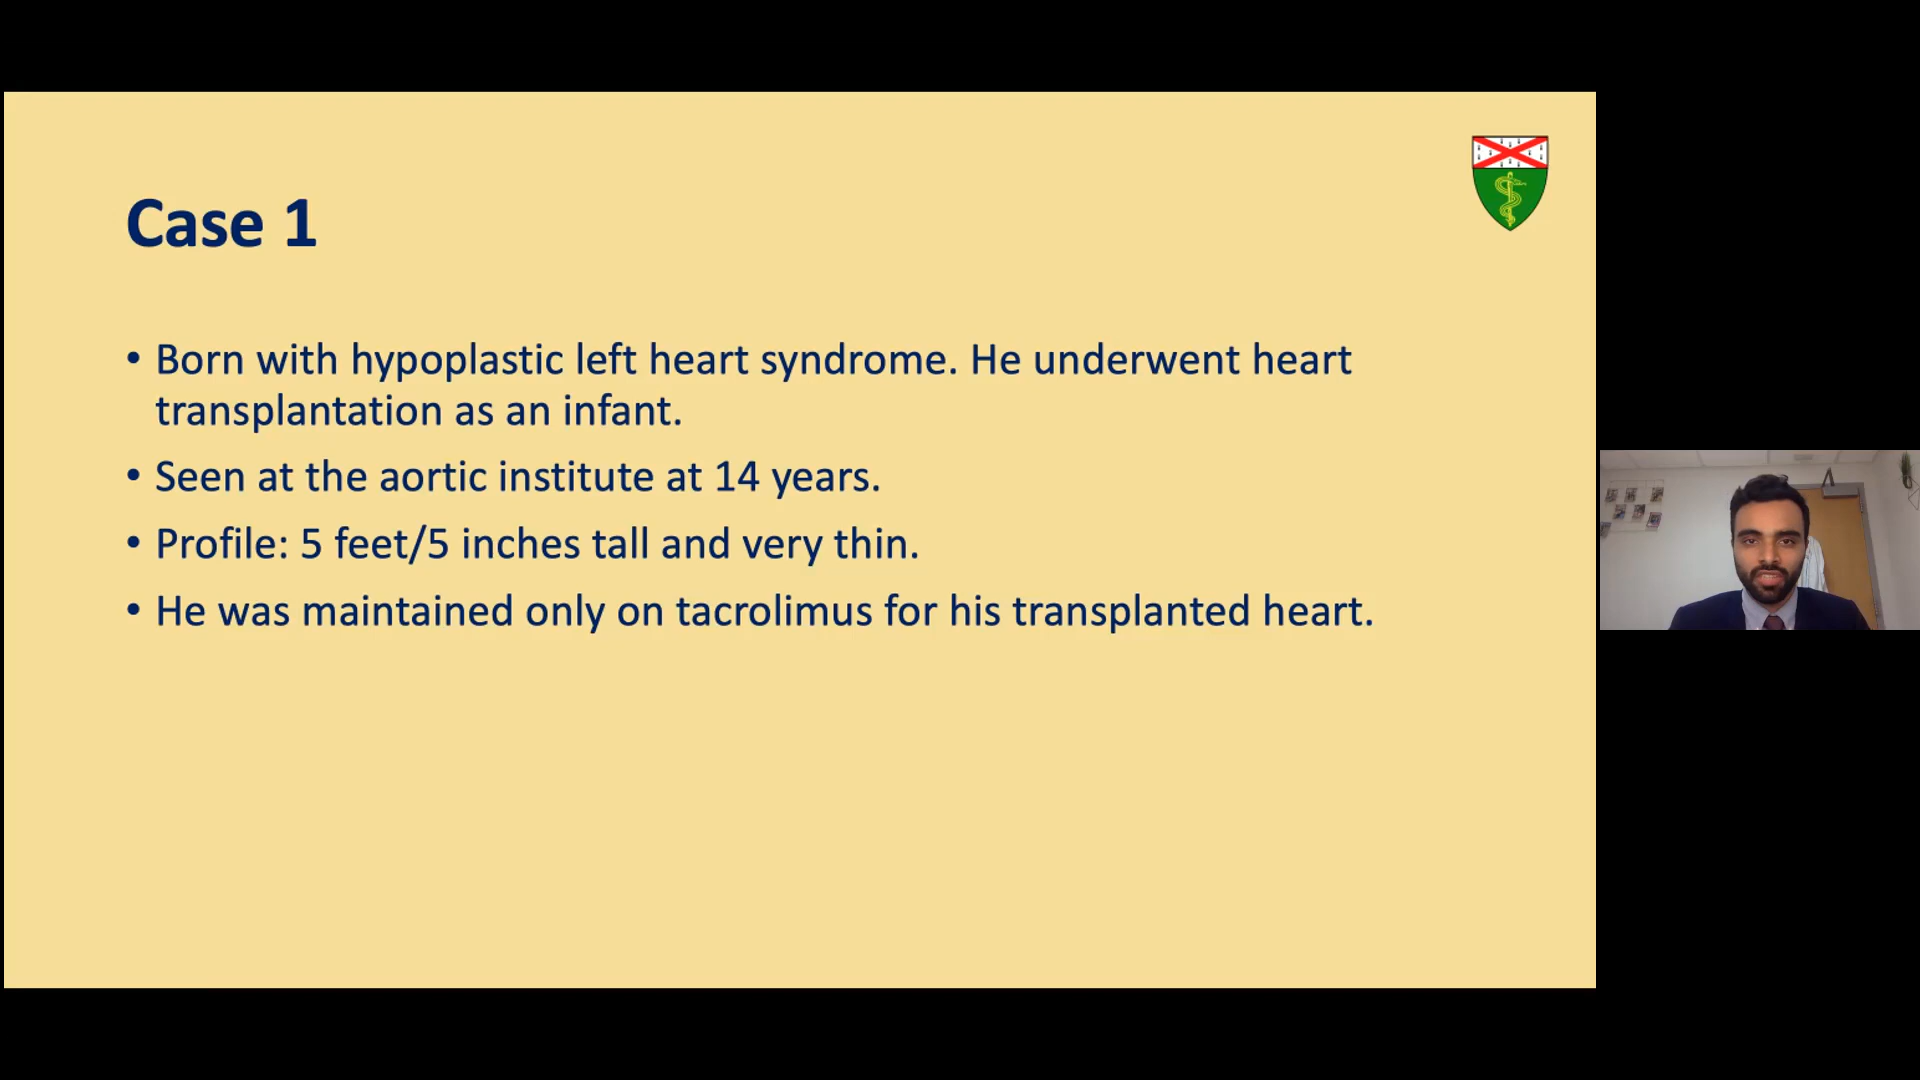 Case 1
• Born with hypoplastic left heart syndrome. He underwent heart
transplantation as an infant.
• Seen at the aortic institute at 14 years.
• Profile: 5 feet/5 inches tall and very thin.
• He was maintained only on tacrolimus for his transplanted heart.